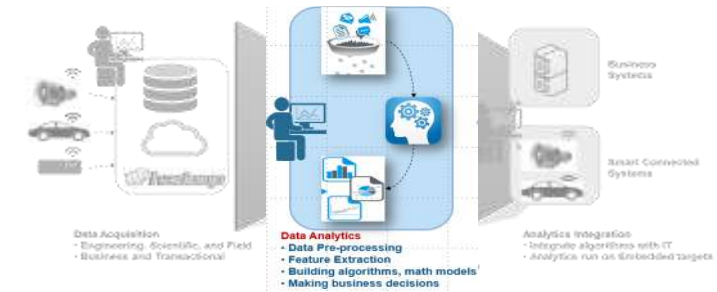 Business
Systems
Smart Connected
Systems
Data Acquisition
• Engineering, Scientific, and Field
• Business and Transactional
Data Analytics
• Data Pre-processing
• Feature Extraction
• Building algorithms, math models
• Making business decisions
Analytics Integration
• Integrate algorithms with IT
• Analytics run on Embedded targets